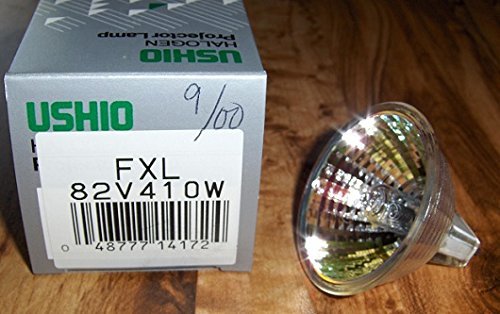 USHIO
HALOGEN
Projector Lamp
9/00
USHIO
H
FXL
82V410W
0 48777 14172